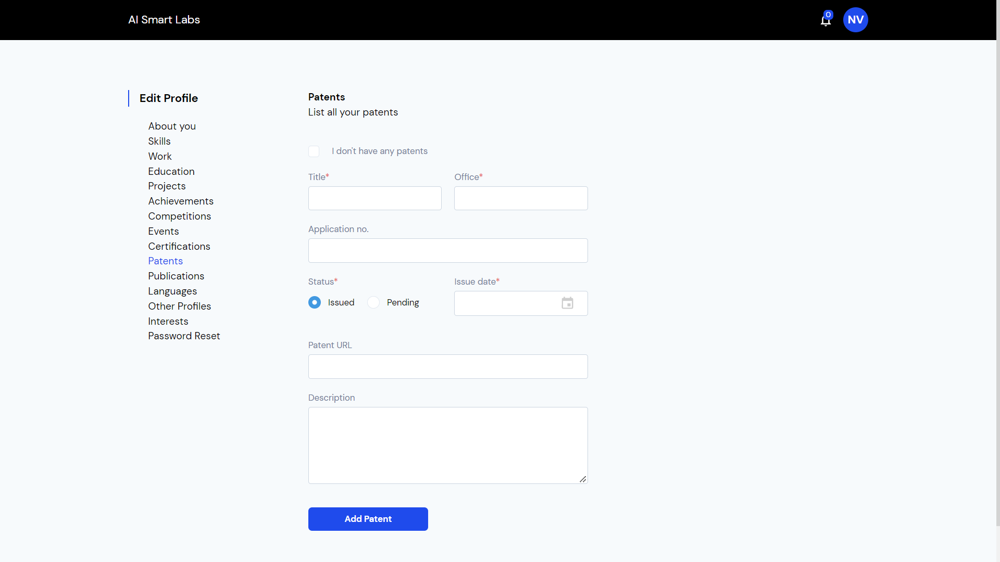 AI Smart Labs
0
NV
Edit Profile
About you
Skills
Work
Education
Projects
Achievements
Competitions
Events
Certifications
Patents
Publications
Languages
Other Profiles
Interests
Password Reset
Patents
List all your patents
I don't have any patents
Title* Office*
Application no.
Status* Issue date*
Issued Pending
Patent URL
Description
Add Patent